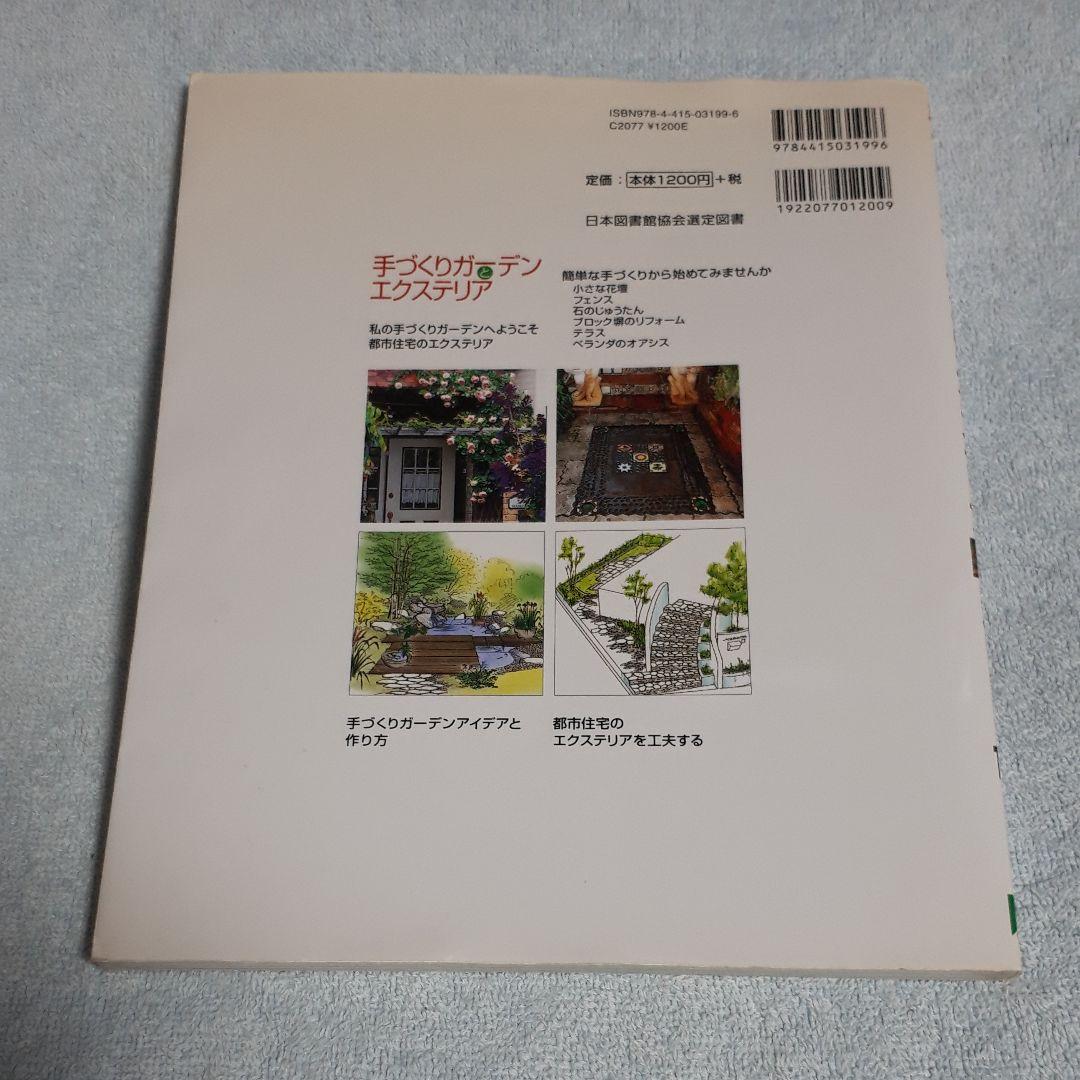 ISBN978-4-415-03199-6
C2077 ¥1200E
9784415031996
定価：本体1200円+税
1922077012009
日本図書館協会選定図書
手づくりガーデン
と
エクステリア
私の手づくりガーデンへようこそ
都市住宅のエクステリア
簡単な手づくりから始めてみませんか
小さな花壇
フェンス
石のじゅうたん
ブロック塀のリフォーム
テラス
ベランダのオアシス
手づくりガーデンアイデアと
作り方
都市住宅の
エクステリアを工夫する